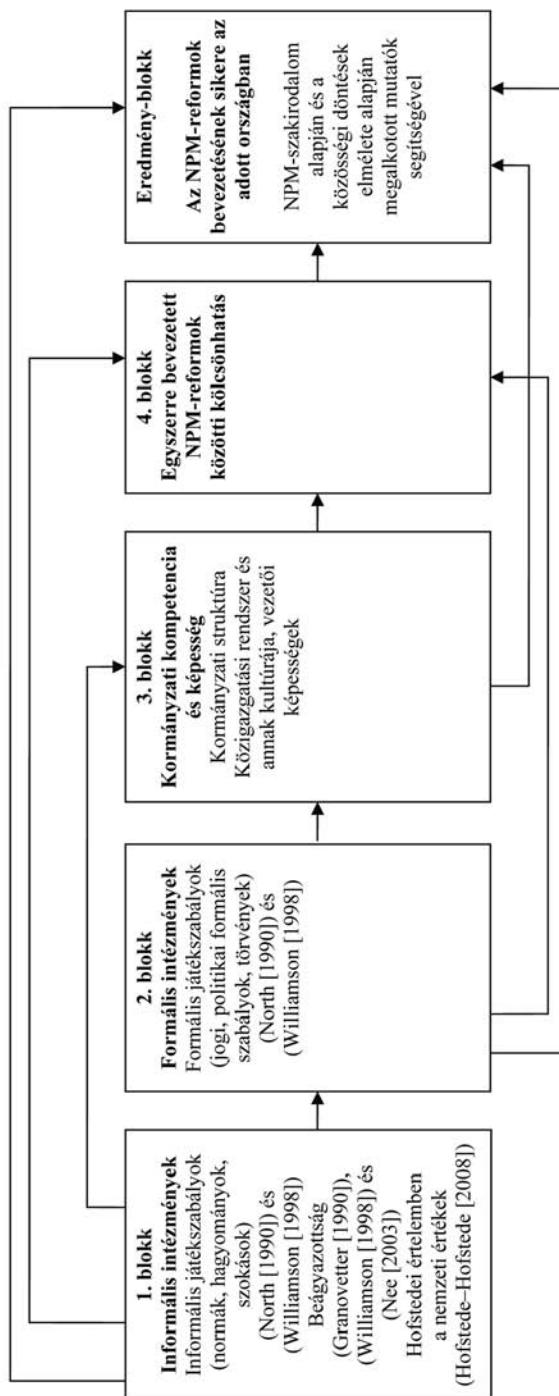 1. blokk
Informális intézmények
Informális játékszabályok
(normák, hagyományok,
szokások)
(North [1990]) és
(Williamson [1998])
Beágyazottság
(Granovetter [1990]),
(Williamson [1998]) és
(Nee [2003])
Hofstedei értelemben
a nemzeti értékek
(Hofstede–Hofstede [2008])
2. blokk
Formális intézmények
Formális játékszabályok
(jogi, politikai formális
szabályok, törvények)
(North [1990]) és
(Williamson [1998])
3. blokk
Kormányzati kompetencia
és képesség
Kormányzati struktúra
Közigazgatási rendszer és
annak kultúrája, vezetői
képességek
4. blokk
Egyszerre bevezetett
NPM-reformok
közötti kölcsönhatás
Eredmény-blokk
Az NPM-reformok
bevezetésének sikere az
adott országban
NPM-szakirodalom
alapján és a
közösségi döntések
elmélete alapján
megalkotott mutatók
segítségével